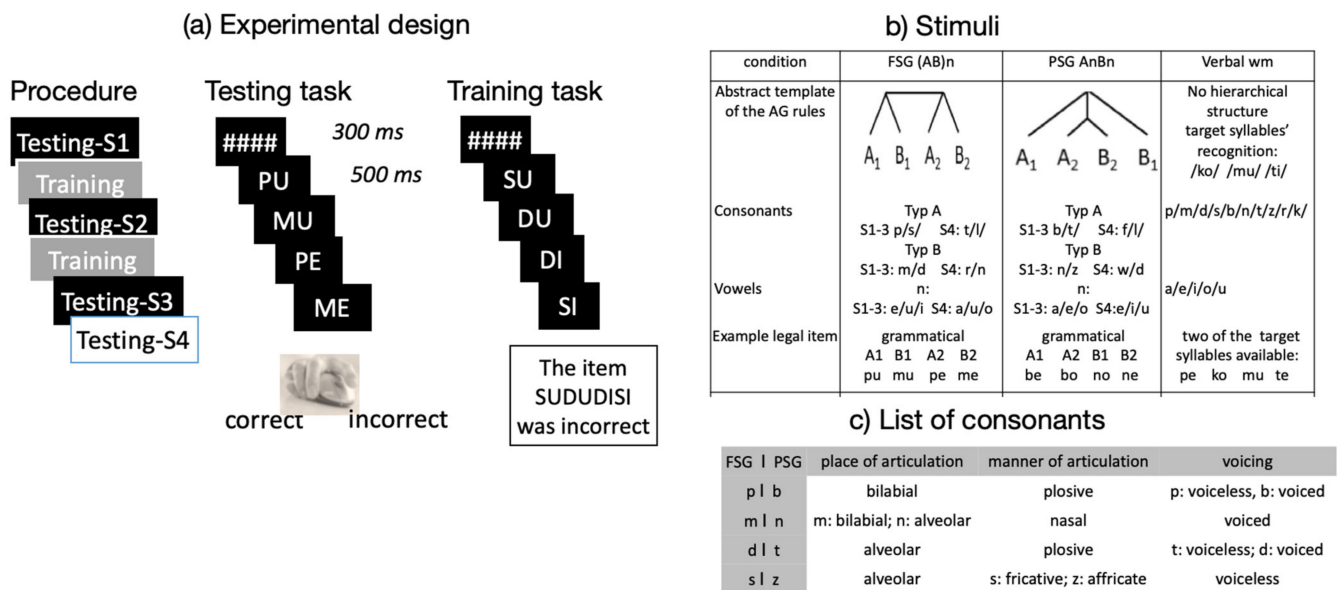 (a) Experimental design
Procedure
Testing-S1
Training
Testing-S2
Training
Testing-S3
Testing-S4
Testing task
####
300 ms
PU
500 ms
MU
PE
ME
correct
incorrect
Training task
####
SU
DU
DI
SI
The item
SUDUDISI
was incorrect
b) Stimuli
condition FSG (AB)n PSG AnBn Verbal wm
Abstract template
of the AG rules
A1 B1 A2 B2
A1 A2 B2 B1
No hierarchical
structure
target syllables'
recognition:
/ko/ /mu/ /ti/
Consonants
Typ A
S1-3 p/s/ S4: t/l/
Typ B
S1-3: m/d S4: r/n
Typ A
S1-3 b/t/ S4: f/l/
Typ B
S1-3: n/z S4: w/d
p/m/d/s/b/n/t/z/r/k/
Vowels
n:
S1-3: e/u/i S4: a/u/o
n:
S1-3: a/e/o S4:e/i/u
a/e/i/o/u
Example legal item
grammatical
A1 B1 A2 B2
pu mu pe me
grammatical
A1 A2 B1 B2
be bo no ne
two of the target
syllables available:
pe ko mu te
c) List of consonants
FSG I PSG place of articulation manner of articulation voicing
p I b bilabial plosive p: voiceless, b: voiced
m I n m: bilabial; n: alveolar nasal voiced
d I t alveolar plosive t: voiceless; d: voiced
s I z alveolar s: fricative; z: affricate voiceless